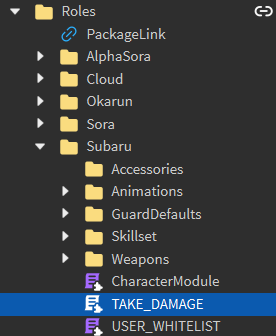 Roles
PackageLink
AlphaSora
Cloud
Okarun
Sora
Subaru
Accessories
Animations
GuardDefaults
Skillset
Weapons
CharacterModule
TAKE_DAMAGE
USER_WHITELIST